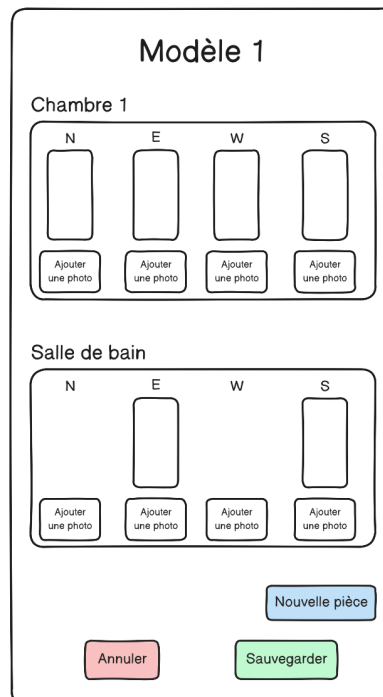 Modèle 1
Chambre 1
N E W S
Ajouter une photo Ajouter une photo Ajouter une photo Ajouter une photo
Salle de bain
N E W S
Ajouter une photo Ajouter une photo Ajouter une photo Ajouter une photo
Nouvelle pièce
Annuler Sauvegarder